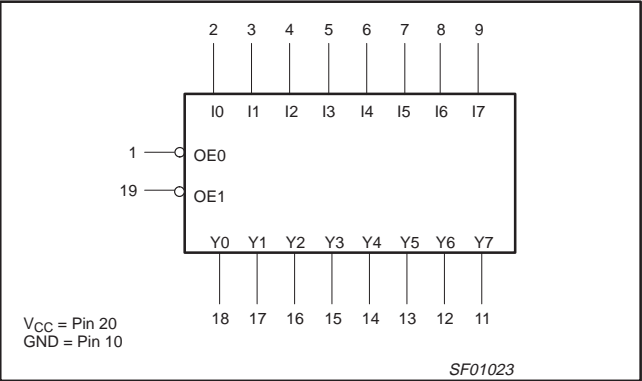 2 3 4 5 6 7 8 9
I0 I1 I2 I3 I4 I5 I6 I7
1 OE0
19 OE1
Y0 Y1 Y2 Y3 Y4 Y5 Y6 Y7
18 17 16 15 14 13 12 11
VCC = Pin 20
GND = Pin 10
SF01023